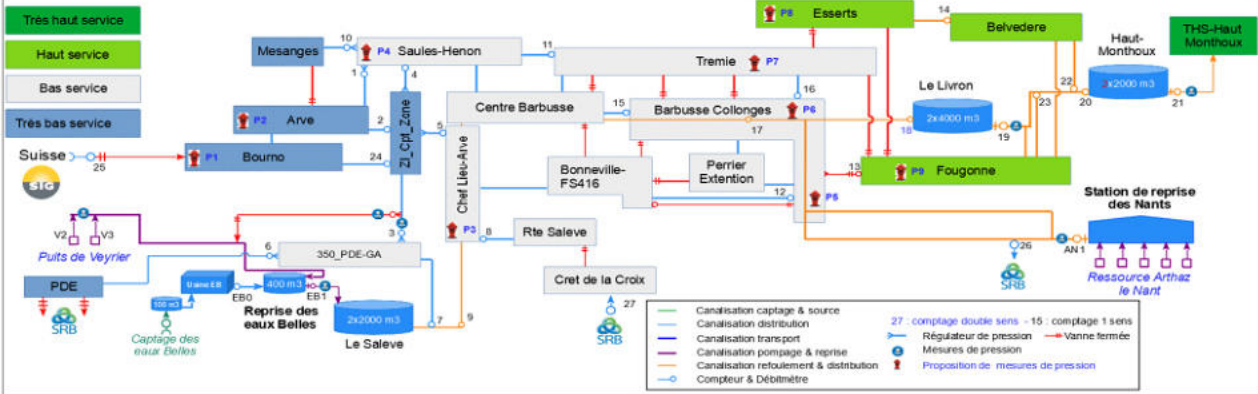 Très haut service
Haut service
Bas service
Très bas service
Suisse
SIG
25
Mesanges
10
P4
Saules-Henon
11
1
4
P2
Arve
2
P1
Bourno
24
ZI_Cpt_Zone
5
Chef Lieu-Arve
P3
Centre Barbusse
15
Tremie
P7
16
Barbusse Collonges
P6
17
Bonneville-
FS416
Perrier
Extention
12
P5
8
Rte Saleve
Cret de la Croix
27
SRB
P8
Esserts
14
Belvedere
Haut-
Monthoux
THS-Haut
Monthoux
22
23
20
3x2000 m3
21
Le Livron
18
2x4000 m3
19
13
P9
Fougonne
Station de reprise
des Nants
AN 1
26
SRB
Ressource Arthaz
le Nant
V2
V3
Puits de Veyrier
3
6
350_PDE-GA
PDE
SRB
100 m3
Usine EB
EB0
400 m3
EB1
Reprise des
eaux Belles
Captage des
eaux Belles
2x2000 m3
7
9
Le Saleve
Canalisation captage & source
Canalisation distribution
Canalisation transport
Canalisation pompage & reprise
Canalisation refoulement & distribution
Compteur & Débitmètre
27 : comptage double sens - 15 : comptage 1 sens
Régulateur de pression
Vanne fermée
Mesures de pression
Proposition de mesures de pression